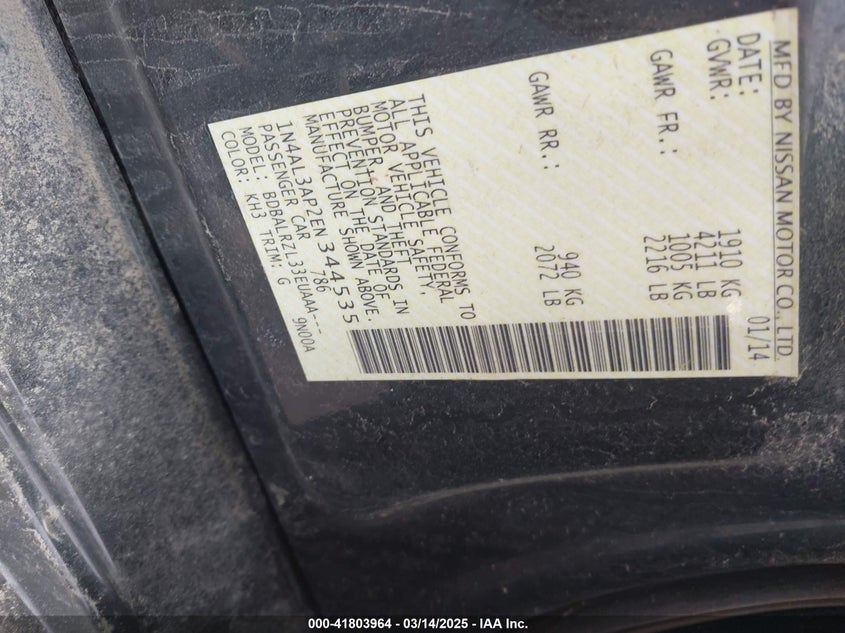 MFD BY NISSAN MOTOR CO., LTD.
DATE: 01/14
GVWR: 1910 KG
4211 LB
GAWR FR.: 1005 KG
2216 LB
GAWR RR.: 940 KG
2072 LB
THIS VEHICLE CONFORMS TO
ALL APPLICABLE FEDERAL
MOTOR VEHICLE SAFETY,
BUMPER, AND THEFT
PREVENTION STANDARDS IN
EFFECT ON THE DATE OF
MANUFACTURE SHOWN ABOVE.
1N4AL3AP2EN344535
PASSENGER CAR 786
MODEL: BDBALRZL33EUAAA--- 9N00A
COLOR: KH3 TRIM: G
000-41803964 - 03/14/2025 - IAA Inc.